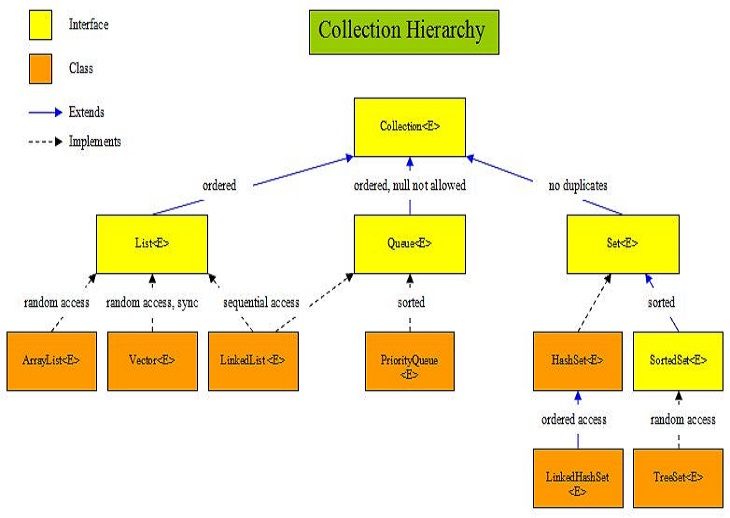 Interface
Collection Hierarchy
Class
Extends
Implements
Collection<E>
ordered
ordered, null not allowed
no duplicates
List<E>
Queue<E>
Set<E>
random access
random access, sync
sequential access
sorted
sorted
ArrayList<E>
Vector<E>
LinkedList <E>
PriorityQueue
<E>
HashSet<E>
SortedSet<E>
ordered access
random access
LinkedHashSet
<E>
TreeSet<E>